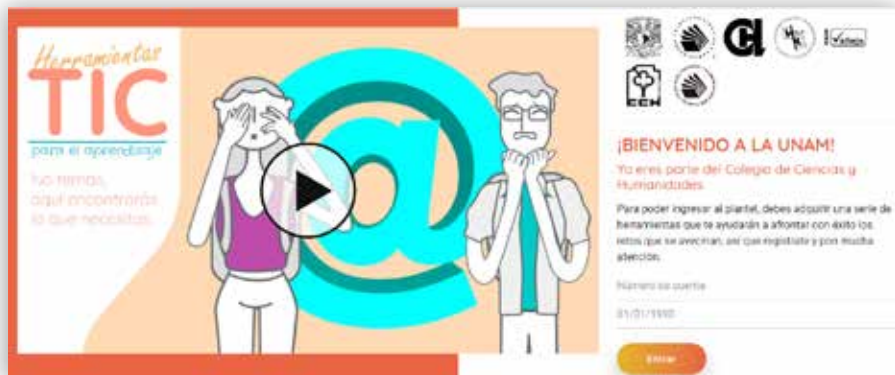 Herramientas
TIC
para el aprendizaje
No temas,
aquí encontrarás
lo que necesitas.
@
CCH
¡BIENVENIDO A LA UNAM!
Ya eres parte del Colegio de Ciencias y
Humanidades
Para poder ingresar al plantel, debes adquirir una serie de
herramientas que te ayudarán a afrontar con éxito los
retos que se avecinan, así que regístrate y pon mucha
atención.
Número de cuenta
01/01/1990
Entrar